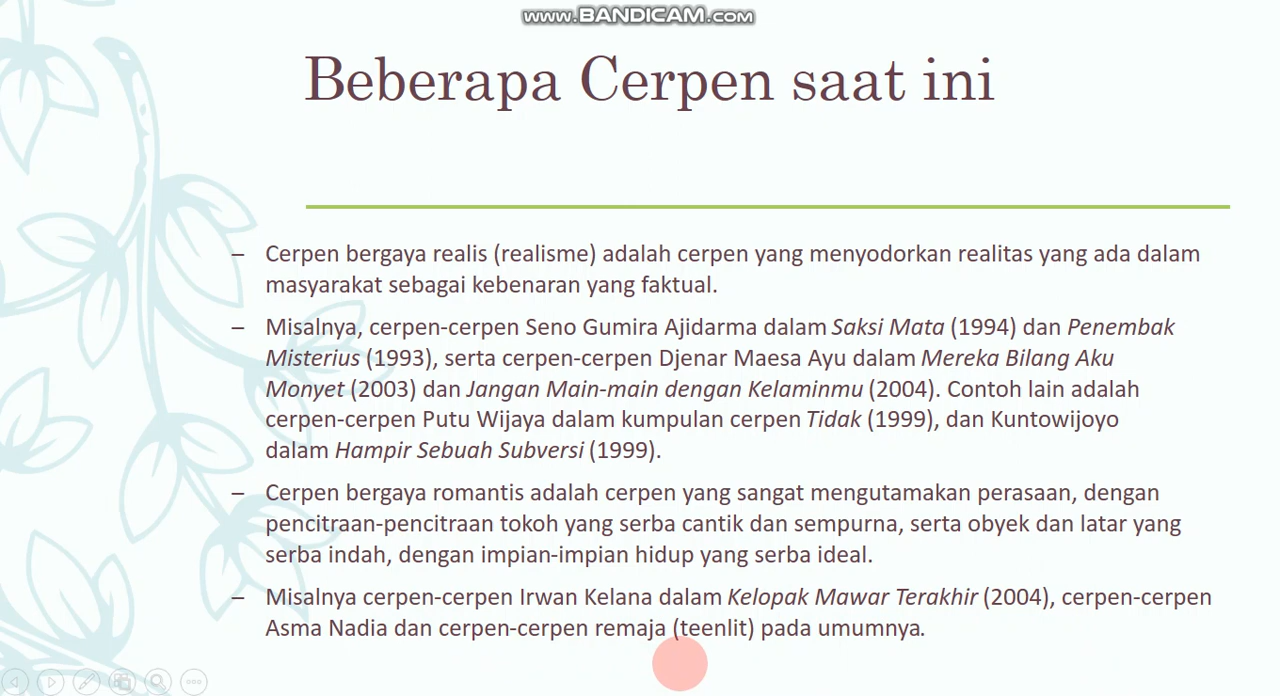 www.BANDICAM.com
Beberapa Cerpen saat ini
– Cerpen bergaya realis (realisme) adalah cerpen yang menyodorkan realitas yang ada dalam
masyarakat sebagai kebenaran yang faktual.
– Misalnya, cerpen-cerpen Seno Gumira Ajidarma dalam Saksi Mata (1994) dan Penembak
Misterius (1993), serta cerpen-cerpen Djenar Maesa Ayu dalam Mereka Bilang Aku
Monyet (2003) dan Jangan Main-main dengan Kelaminmu (2004). Contoh lain adalah
cerpen-cerpen Putu Wijaya dalam kumpulan cerpen Tidak (1999), dan Kuntowijoyo
dalam Hampir Sebuah Subversi (1999).
– Cerpen bergaya romantis adalah cerpen yang sangat mengutamakan perasaan, dengan
pencitraan-pencitraan tokoh yang serba cantik dan sempurna, serta obyek dan latar yang
serba indah, dengan impian-impian hidup yang serba ideal.
– Misalnya cerpen-cerpen Irwan Kelana dalam Kelopak Mawar Terakhir (2004), cerpen-cerpen
Asma Nadia dan cerpen-cerpen remaja (teenlit) pada umumnya.